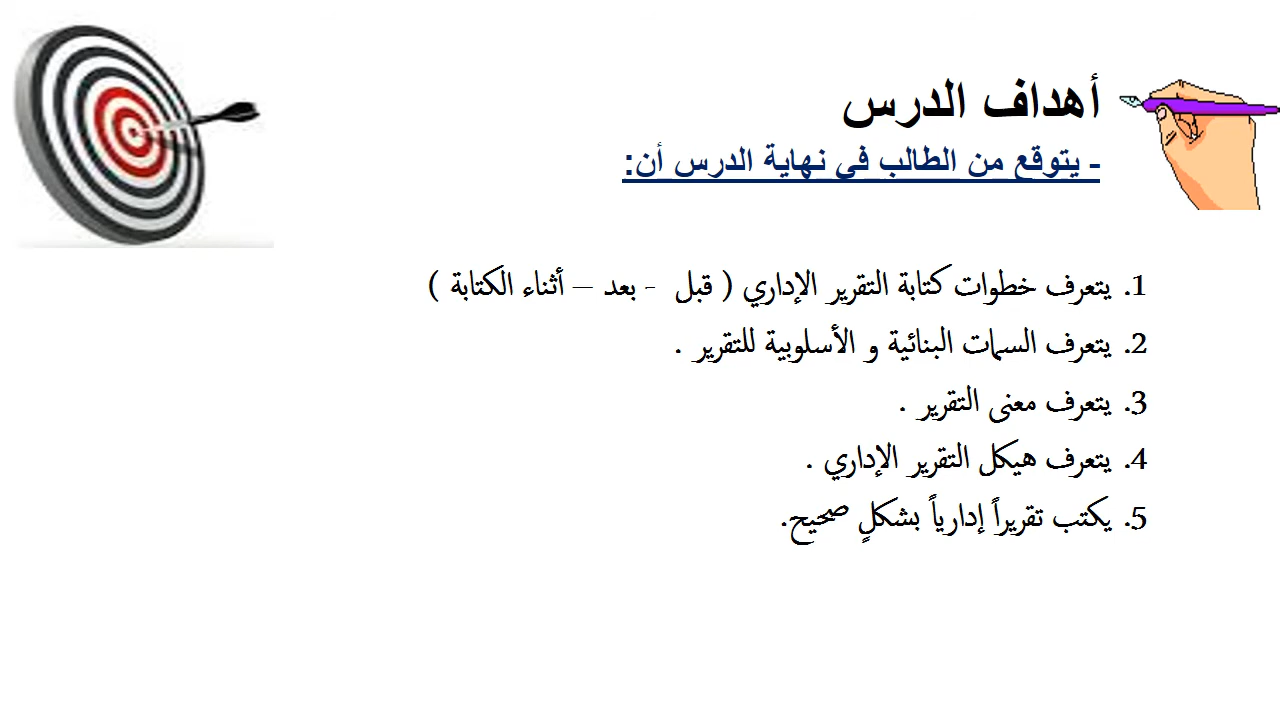 أهداف الدرس
- يتوقع من الطالب في نهاية الدرس أن:
1. يتعرف خطوات كتابة التقرير الإداري ( قبل - بعد – أثناء الكتابة )
2. يتعرف السمات البنائية و الأسلوبية للتقرير .
3. يتعرف معنى التقرير .
4. يتعرف هيكل التقرير الإداري .
5. يكتب تقريراً إدارياً بشكلٍ صحيح.